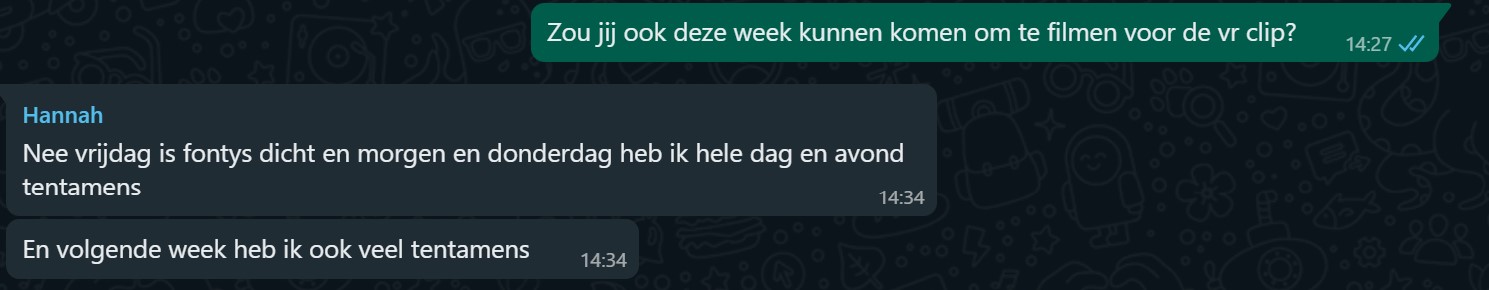 Zou jij ook deze week kunnen komen om te filmen voor de vr clip?
14:27
Hannah
Nee vrijdag is fontys dicht en morgen en donderdag heb ik hele dag en avond
tentamens
14:34
En volgende week heb ik ook veel tentamens
14:34